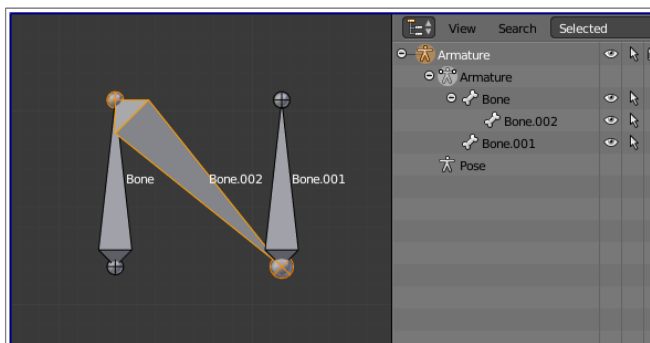 View Search Selected
Armature
Armature
Bone
Bone.002
Bone.001
Pose
Bone Bone.002 Bone.001